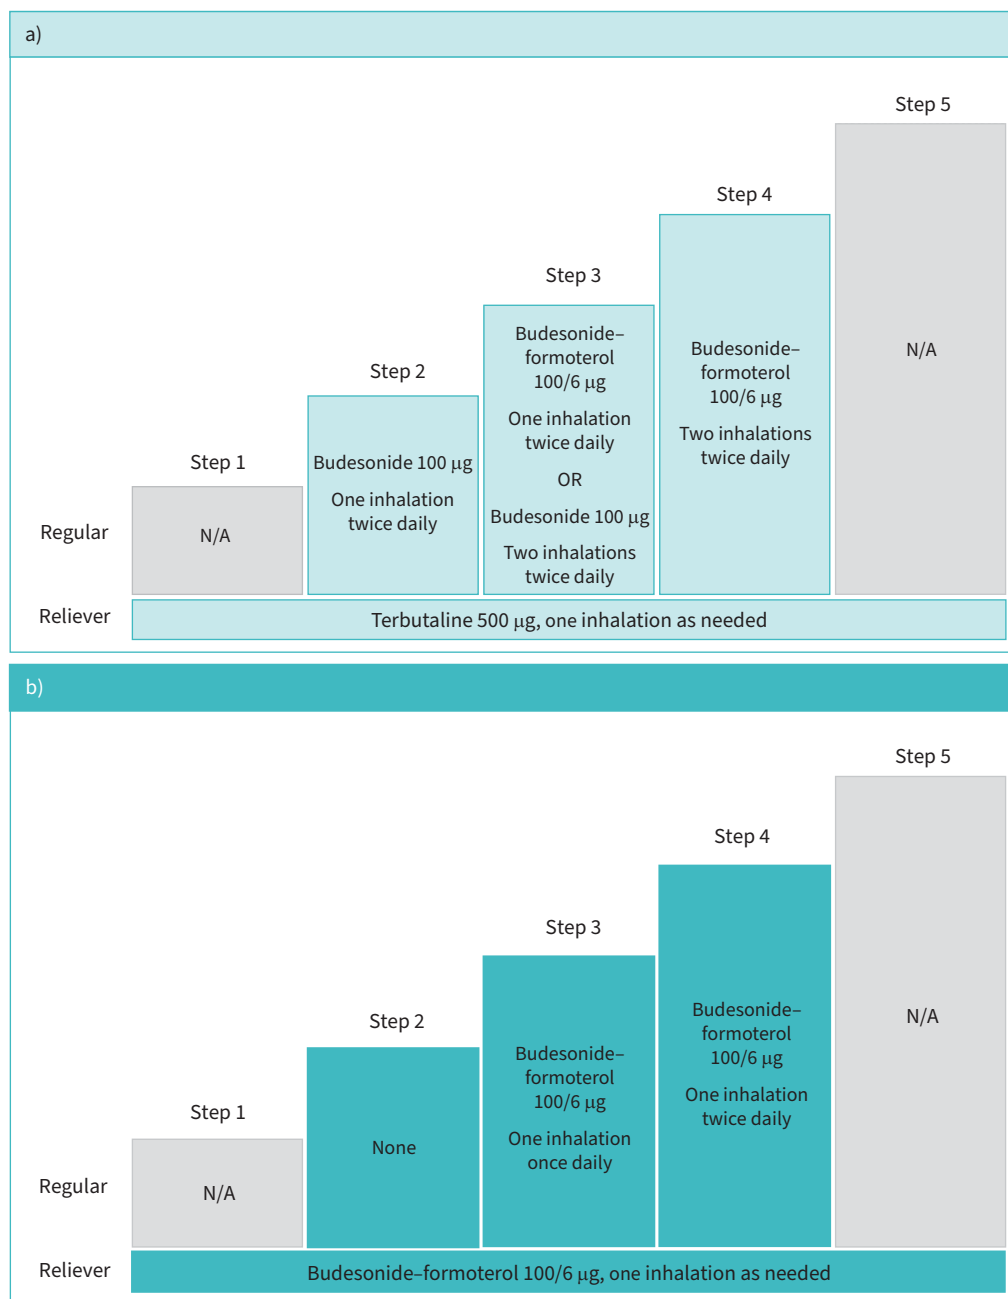 a)
Step 5
Step 4
Step 3
Step 2
Step 1
Regular
N/A
Budesonide 100 µg
One inhalation
twice daily
Budesonide–
formoterol
100/6 µg
One inhalation
twice daily
OR
Budesonide 100 µg
Two inhalations
twice daily
Budesonide–
formoterol
100/6 µg
Two inhalations
twice daily
N/A
Reliever
Terbutaline 500 µg, one inhalation as needed
b)
Step 5
Step 4
Step 3
Step 2
Step 1
Regular
N/A
None
Budesonide–
formoterol
100/6 µg
One inhalation
once daily
Budesonide–
formoterol
100/6 µg
One inhalation
twice daily
N/A
Reliever
Budesonide–formoterol 100/6 µg, one inhalation as needed